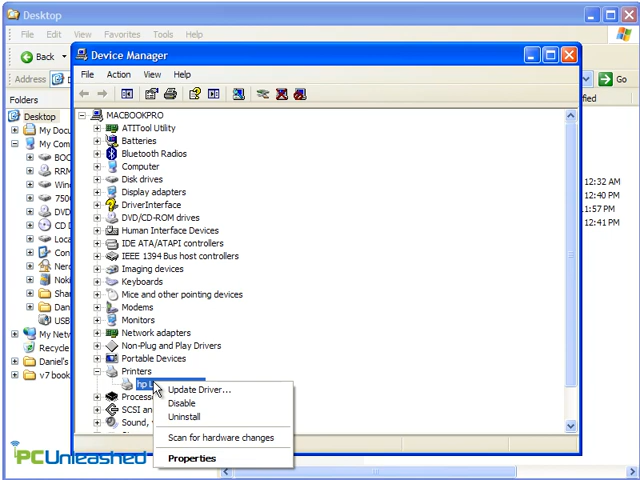 Desktop
File Edit View Favorites Tools Help
Back
Address
Go
Folders
Desktop
My Docu
My Comp
BOO
RRM
Wind
750G
DVD
CD D
Loca
Con
Nero
Noki
Shar
Dan
USB
My Netw
Recycle
Daniel's
v7 book
fied
12:32 AM
12:40 PM
1:57 PM
12:41 PM
Device Manager
File Action View Help
MACBOOKPRO
ATITool Utility
Batteries
Bluetooth Radios
Computer
Disk drives
Display adapters
DriverInterface
DVD/CD-ROM drives
Human Interface Devices
IDE ATA/ATAPI controllers
IEEE 1394 Bus host controllers
Imaging devices
Keyboards
Mice and other pointing devices
Modems
Monitors
Network adapters
Non-Plug and Play Drivers
Portable Devices
Printers
hp L
Process
SCSI an
Sound,
Update Driver...
Disable
Uninstall
Scan for hardware changes
Properties
PCUnleashed